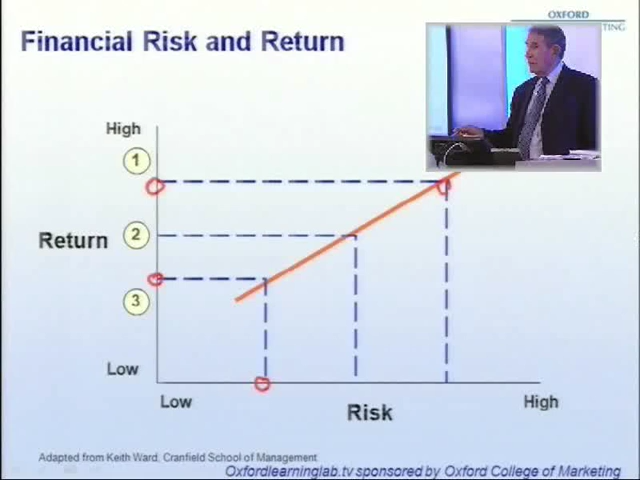 OXFORD
TING
Financial Risk and Return
High
1
Return
2
3
Low
Low
Risk
High
Adapted from Keith Ward, Cranfield School of Management
Oxfordlearninglab.tv sponsored by Oxford College of Marketing